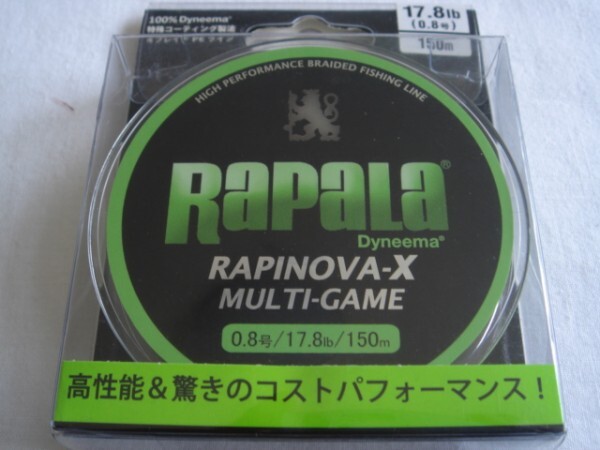 100% Dyneema®
特殊コーティング製法
17.8lb
(0.8号)
150m
HIGH PERFORMANCE BRAIDED FISHING LINE
Rapala®
Dyneema®
RAPINOVA-X
MULTI-GAME
0.8号/17.8lb/150m
高性能&驚きのコストパフォーマンス!